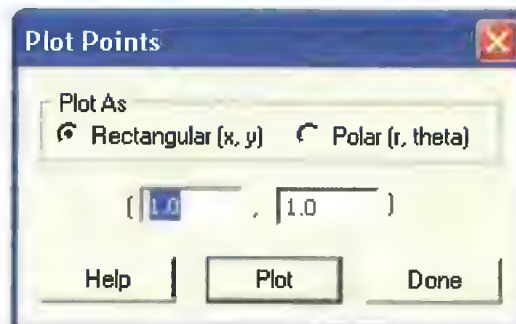 Plot Points
Plot As
Rectangular (x, y) Polar (r, theta)
( 1.0 , 1.0 )
Help Plot Done